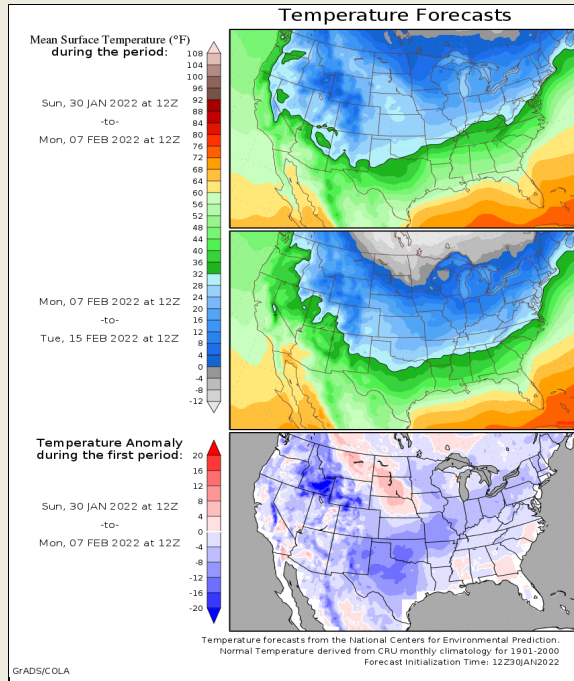 Temperature Forecasts
Mean Surface Temperature (°F)
during the period:
Sun, 30 JAN 2022 at 12Z
-to-
Mon, 07 FEB 2022 at 12Z
108
104
100
96
92
88
84
80
76
72
68
64
60
56
52
48
44
40
36
32
28
24
20
16
12
8
4
0
-4
-8
-12
Mon, 07 FEB 2022 at 12Z
-to-
Tue, 15 FEB 2022 at 12Z
Temperature Anomaly
during the first period:
Sun, 30 JAN 2022 at 12Z
-to-
Mon, 07 FEB 2022 at 12Z
20
16
12
8
4
0
-4
-8
-12
-16
-20
Temperature forecasts from the National Centers for Environmental Prediction.
Normal Temperature derived from CRU monthly climatology for 1901-2000
Forecast Initialization Time: 12Z30JAN2022
GrADS/COLA